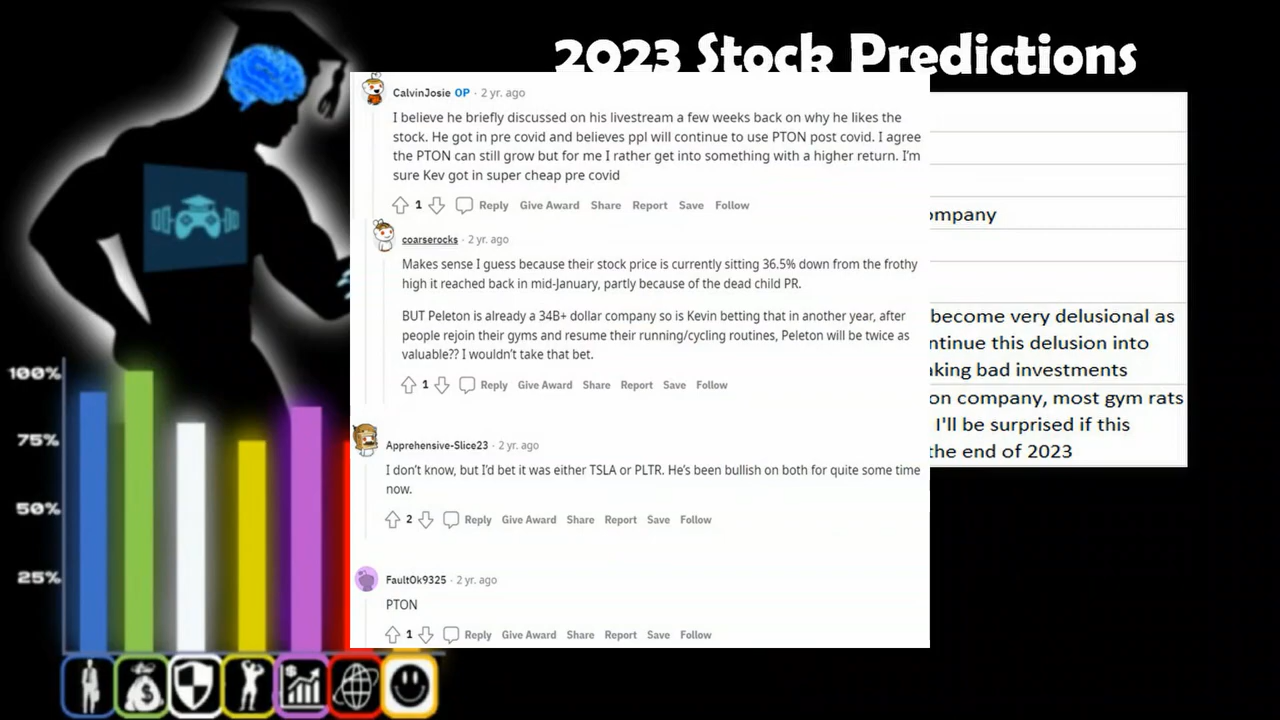 2023 Stock Predictions
CalvinJosie OP · 2 yr. ago
I believe he briefly discussed on his livestream a few weeks back on why he likes the
stock. He got in pre covid and believes ppl will continue to use PTON post covid. I agree
the PTON can still grow but for me I rather get into something with a higher return. I'm
sure Kev got in super cheap pre covid
1 Reply Give Award Share Report Save Follow
coarserocks · 2 yr. ago
Makes sense I guess because their stock price is currently sitting 36.5% down from the frothy
high it reached back in mid-January, partly because of the dead child PR.
BUT Peleton is already a 34B+ dollar company so is Kevin betting that in another year, after
people rejoin their gyms and resume their running/cycling routines, Peleton will be twice as
valuable?? I wouldn't take that bet.
1 Reply Give Award Share Report Save Follow
Apprehensive-Slice23 · 2 yr. ago
I don't know, but I'd bet it was either TSLA or PLTR. He's been bullish on both for quite some time
now.
2 Reply Give Award Share Report Save Follow
FaultOk9325 · 2 yr. ago
PTON
1 Reply Give Award Share Report Save Follow
ompany
become very delusional as
ntinue this delusion into
aking bad investments
on company, most gym rats
I'll be surprised if this
the end of 2023
100%
75%
50%
25%